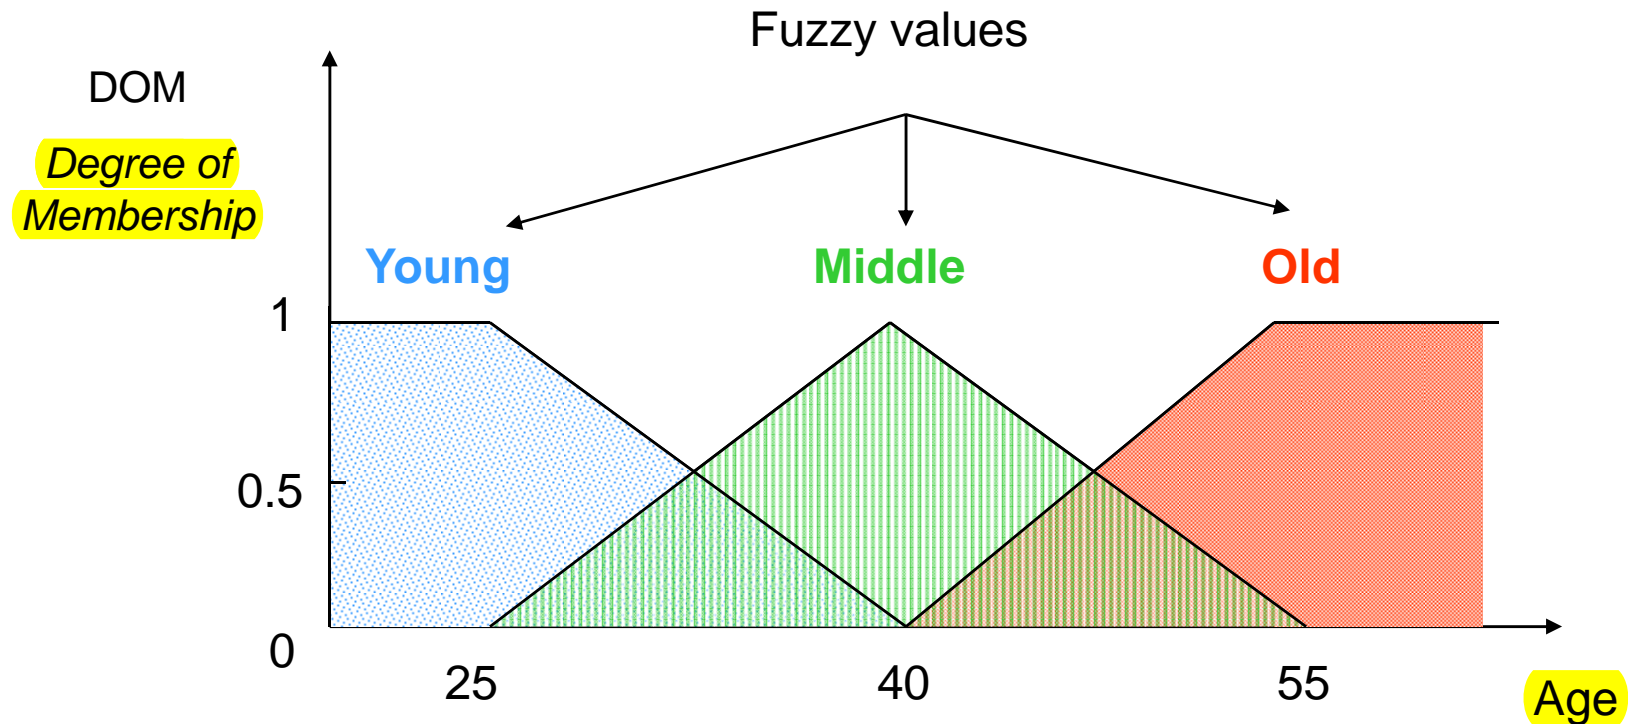 Fuzzy values
DOM
Degree of
Membership
Young
Middle
Old
1
0.5
0
25
40
55
Age